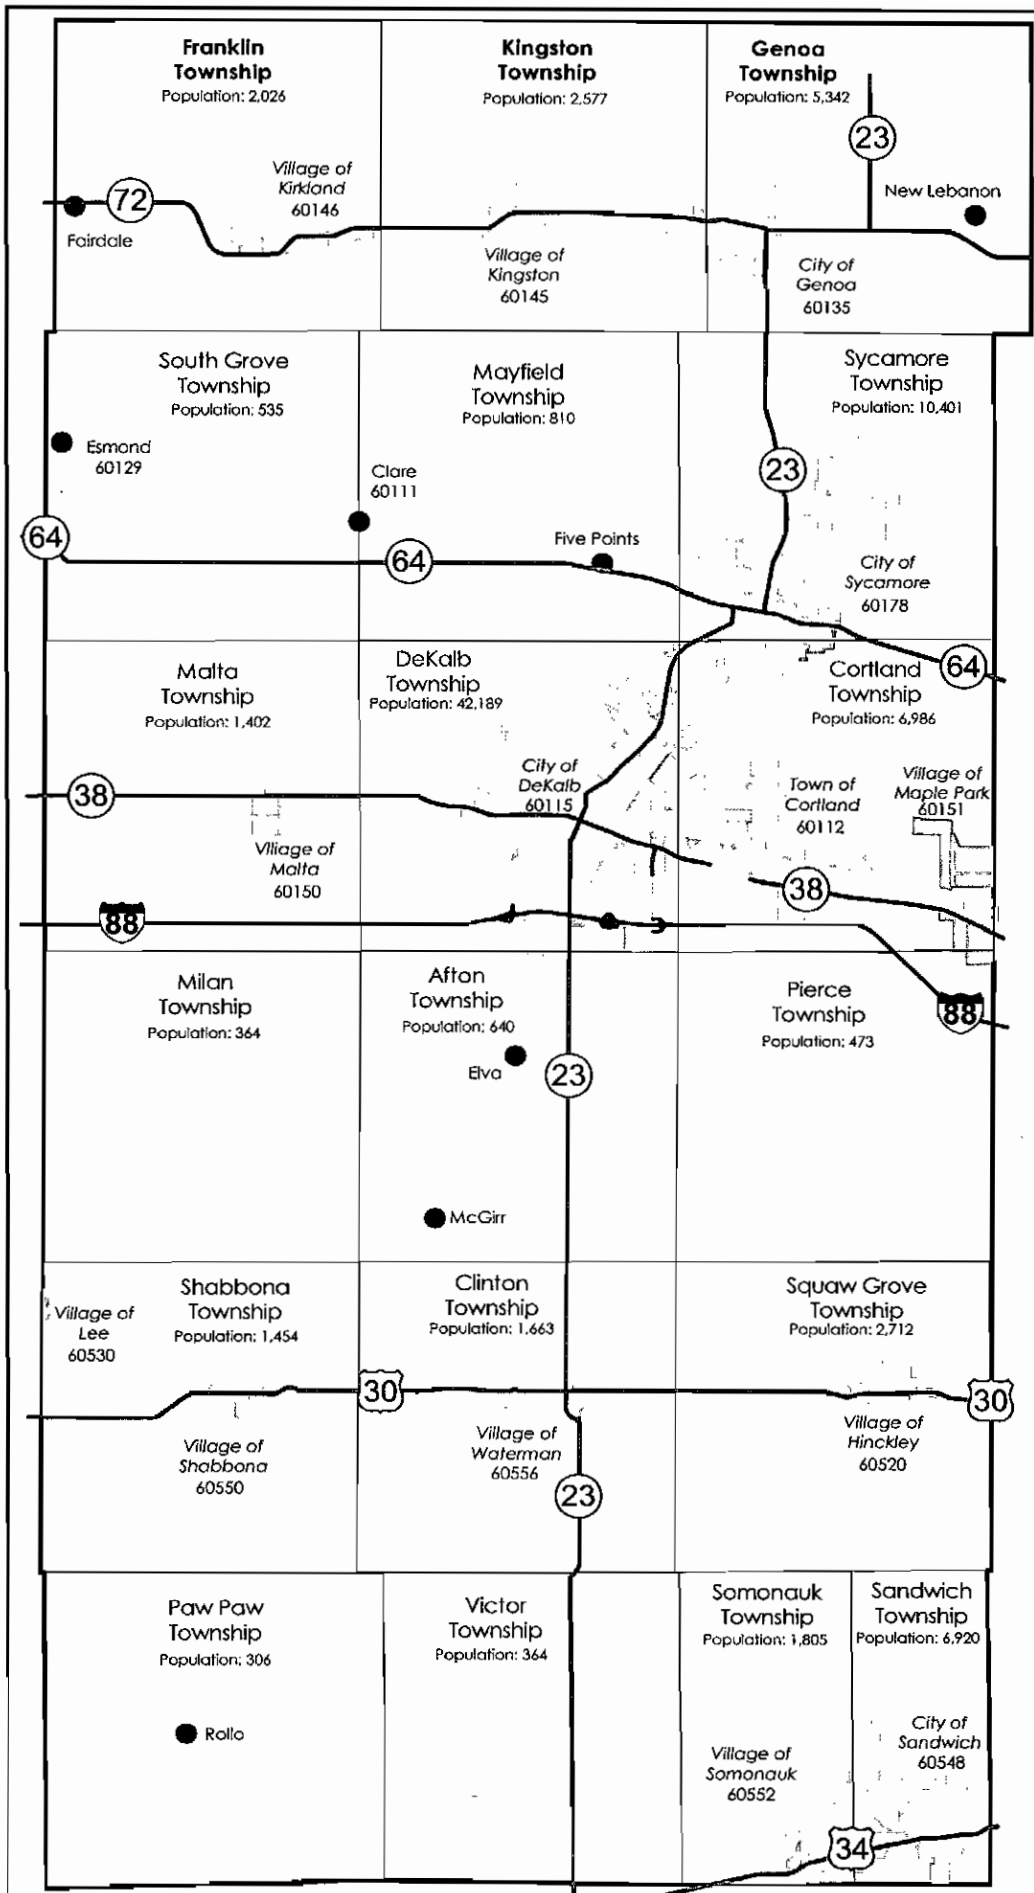 Franklin
Township
Population: 2,026
Kingston
Township
Population: 2,577
Genoa
Township
Population: 5,342
23
Village of
Kirkland
60146
72
New Lebanon
Fairdale
Village of
Kingston
60145
City of
Genoa
60135
South Grove
Township
Population: 535
Mayfield
Township
Population: 810
Sycamore
Township
Population: 10,401
Esmond
60129
Clare
60111
23
64
64
Five Points
City of
Sycamore
60178
Malta
Township
Population: 1,402
DeKalb
Township
Population: 42,189
64
Cortland
Township
Population: 6,986
38
City of
DeKalb
60115
Town of
Cortland
60112
Village of
Maple Park
60151
Village of
Malta
60150
38
88
Milan
Township
Population: 364
Afton
Township
Population: 640
Pierce
Township
Population: 473
88
Elva
23
McGirr
Shabbona
Township
Population: 1,454
Clinton
Township
Population: 1,663
Squaw Grove
Township
Population: 2,712
Village of
Lee
60530
30
30
Village of
Shabbona
60550
Village of
Waterman
60556
Village of
Hinckley
60520
23
Paw Paw
Township
Population: 306
Victor
Township
Population: 364
Somonauk
Township
Population: 1,805
Sandwich
Township
Population: 6,920
Rollo
Village of
Somonauk
60552
City of
Sandwich
60548
34